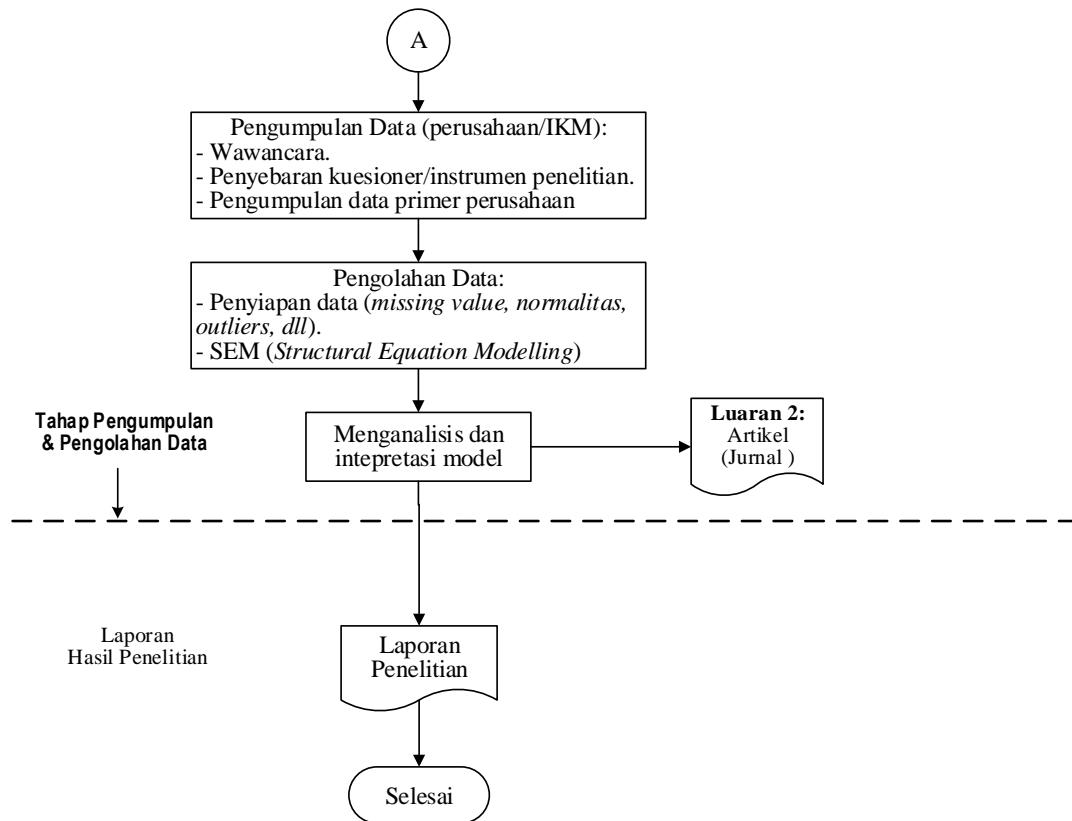 A
Pengumpulan Data (perusahaan/IKM):
- Wawancara.
- Penyebaran kuesioner/instrumen penelitian.
- Pengumpulan data primer perusahaan
Pengolahan Data:
- Penyiapan data (missing value, normalitas,
outliers, dll).
- SEM (Structural Equation Modelling)
Tahap Pengumpulan
& Pengolahan Data
Menganalisis dan
intepretasi model
Luaran 2:
Artikel
(Jurnal )
Laporan
Hasil Penelitian
Laporan
Penelitian
Selesai